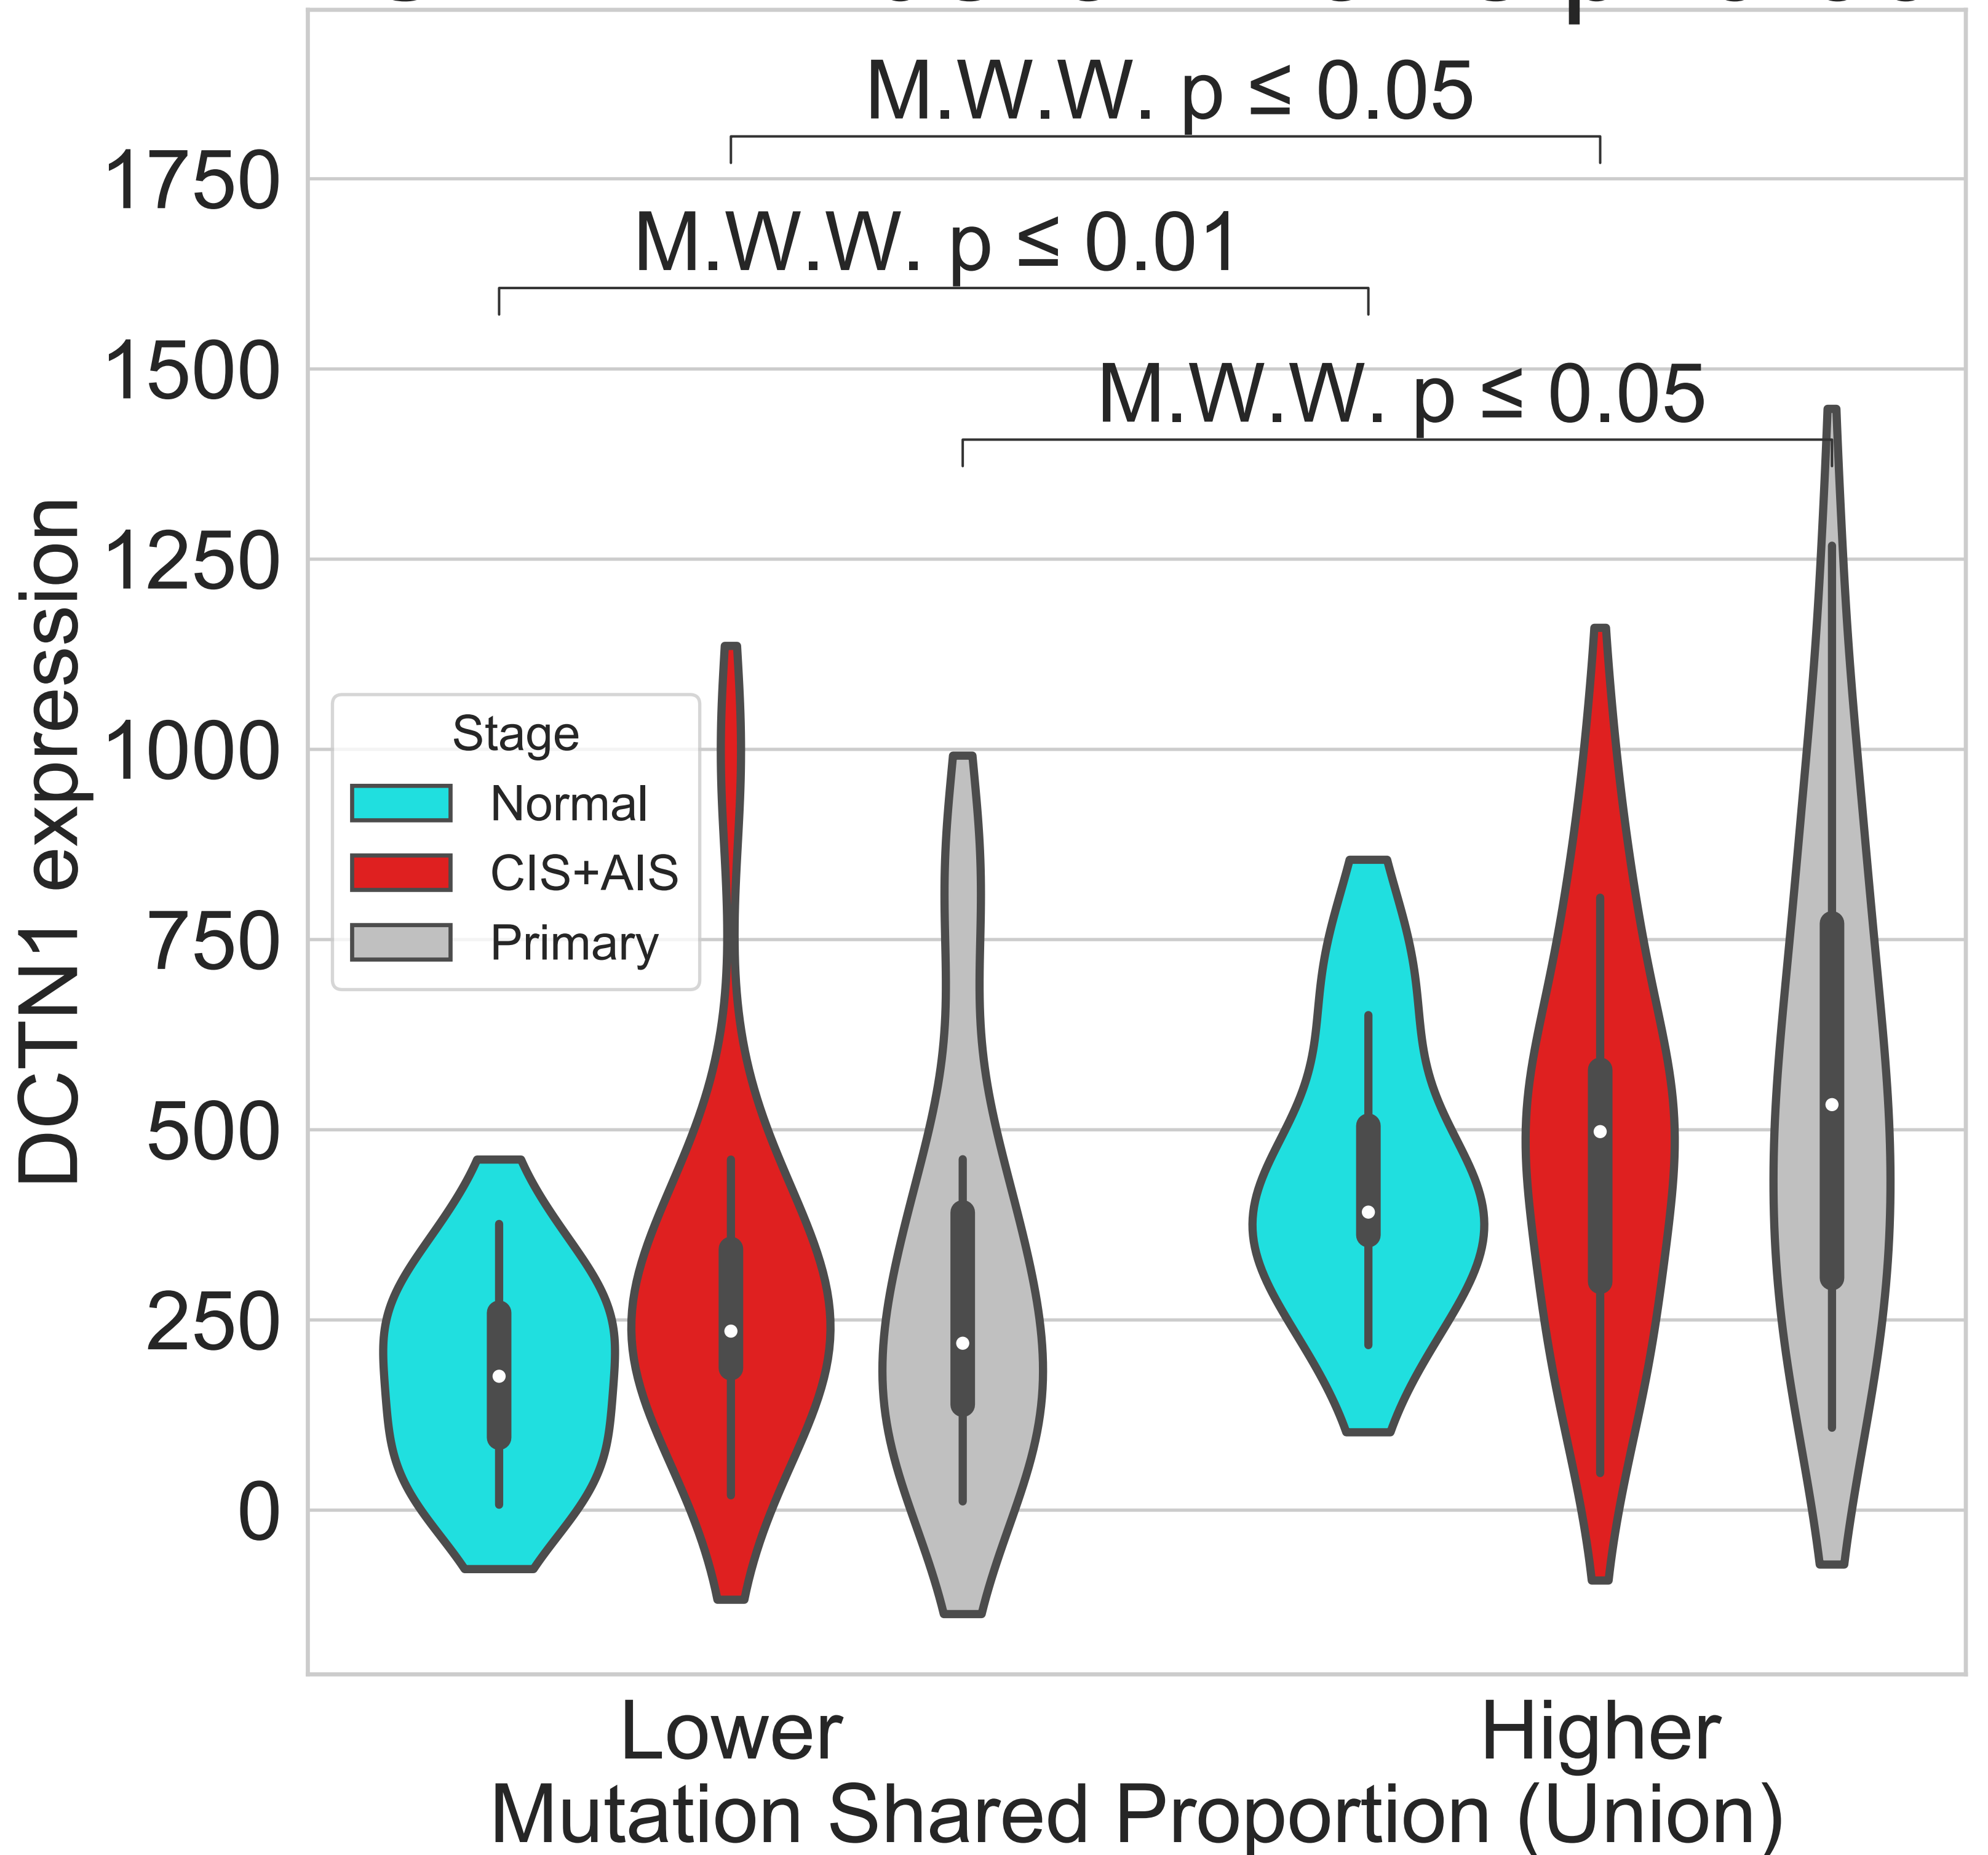 M.W.W. p ≤ 0.05
1750
M.W.W. p ≤ 0.01
1500
M.W.W. p ≤ 0.05
1250
1000
750
500
250
0
DCTN1 expression
Stage
Normal
CIS+AIS
Primary
Lower
Higher
Mutation Shared Proportion (Union)